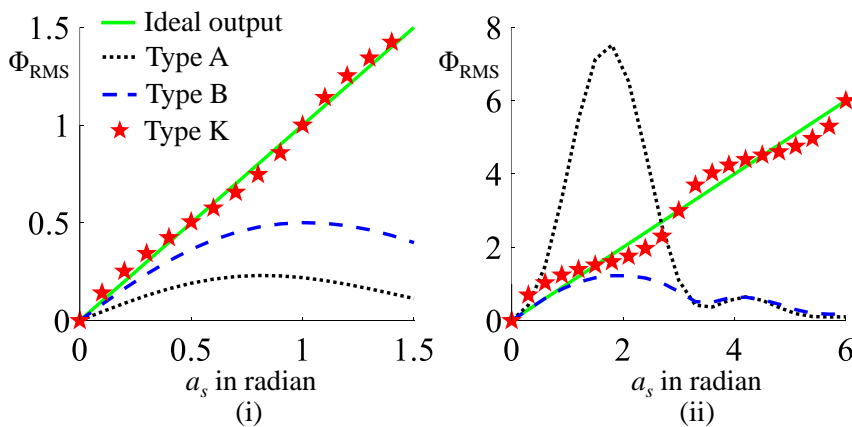 1.5
Φ_RMS
1
0.5
0
0
0.5
1
1.5
a_s in radian
(i)
Ideal output
Type A
Type B
Type K
8
Φ_RMS
6
4
2
0
0
2
4
6
a_s in radian
(ii)